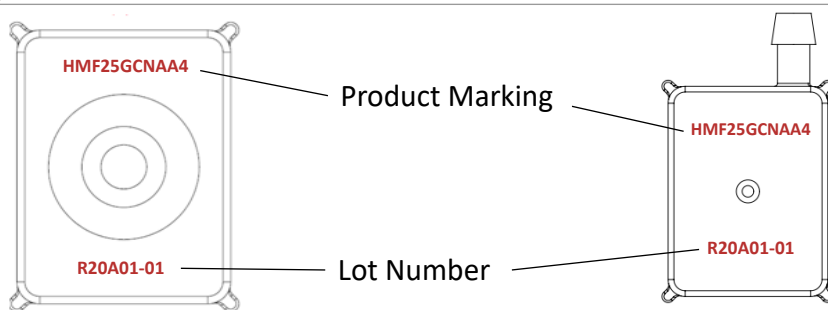 HMF25GCNAA4
Product Marking
HMF25GCNAA4
R20A01-01
Lot Number
R20A01-01